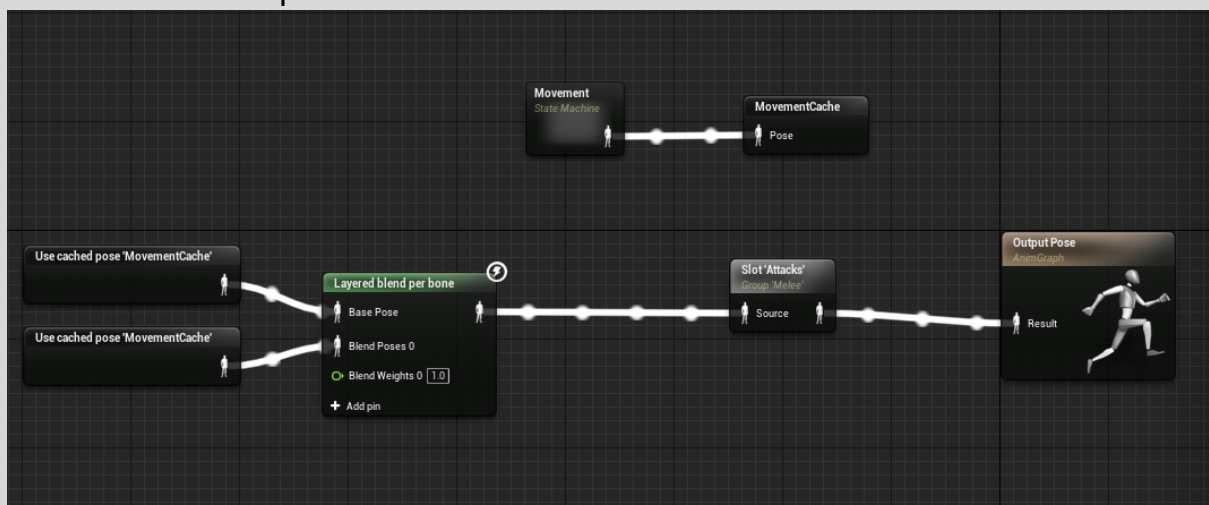 Movement
State Machine
MovementCache
Pose
Use cached pose 'MovementCache'
Use cached pose 'MovementCache'
Layered blend per bone
Base Pose
Blend Poses 0
Blend Weights 0 1.0
Add pin
Slot 'Attacks'
Group 'Melee'
Source
Output Pose
AnimGraph
Result